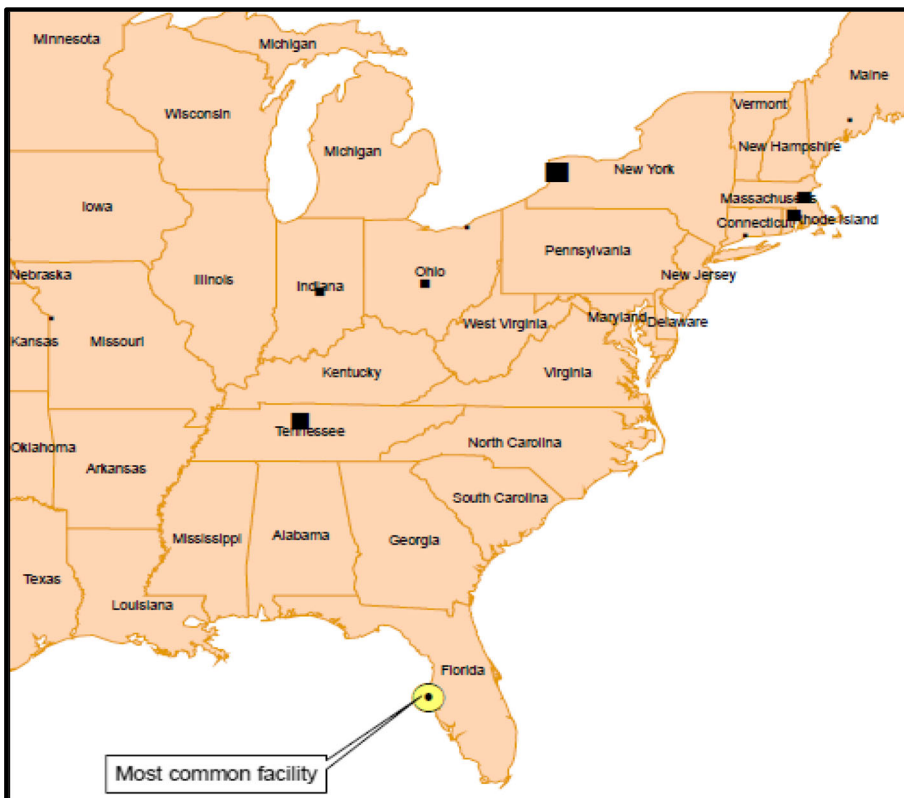 Minnesota
Michigan
Maine
Wisconsin
Vermont
Michigan
New Hampshire
New York
Iowa
Massachusetts
Connecticut
Rhode Island
Pennsylvania
Nebraska
Illinois
Indiana
Ohio
New Jersey
West Virginia
Maryland
Delaware
Kansas
Missouri
Kentucky
Virginia
Tennessee
North Carolina
Oklahoma
Arkansas
South Carolina
Mississippi
Alabama
Georgia
Texas
Louisiana
Florida
Most common facility